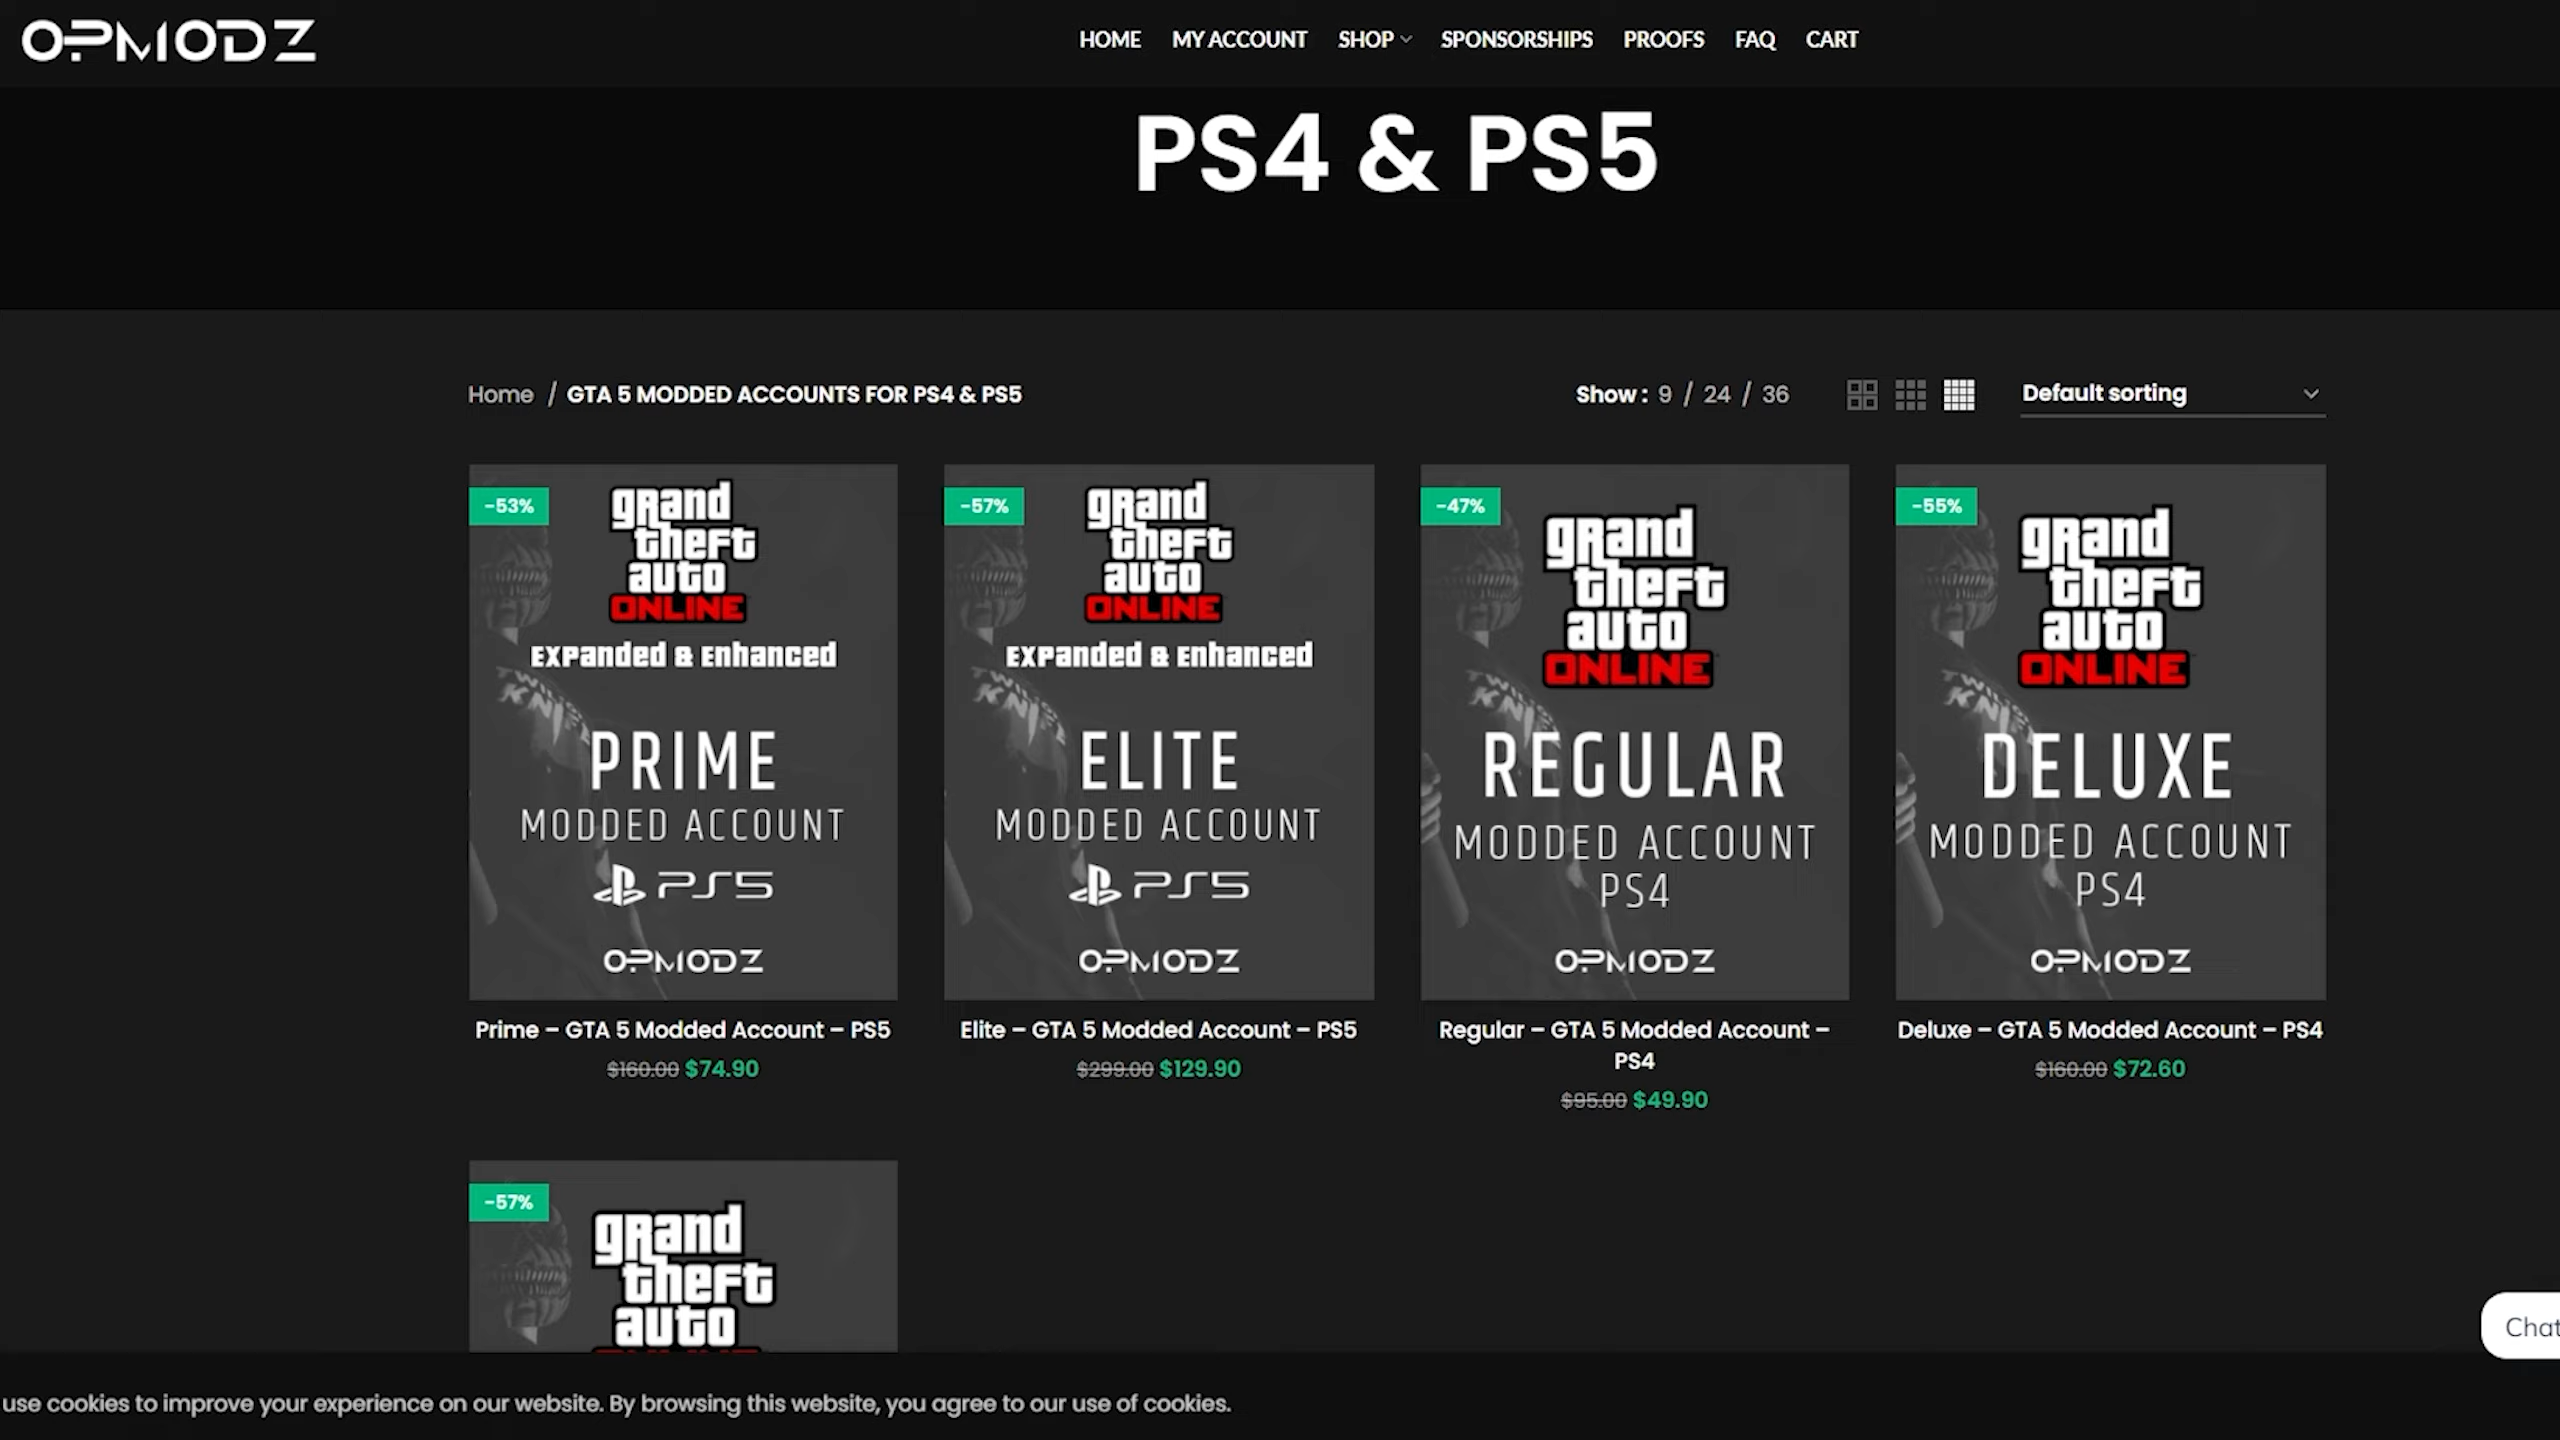 OPMODZ
HOME MY ACCOUNT SHOP SPONSORSHIPS PROOFS FAQ CART
PS4 & PS5
Home / GTA 5 MODDED ACCOUNTS FOR PS4 & PS5
Show : 9 / 24 / 36
Default sorting
-53%
grand
theft
auto
ONLINE
Expanded & Enhanced
PRIME
MODDED ACCOUNT
PS5
OPMODZ
Prime – GTA 5 Modded Account – PS5
$160.00 $74.90
-57%
grand
theft
auto
ONLINE
Expanded & Enhanced
ELITE
MODDED ACCOUNT
PS5
OPMODZ
Elite – GTA 5 Modded Account – PS5
$299.00 $129.90
-47%
grand
theft
auto
ONLINE
REGULAR
MODDED ACCOUNT
PS4
OPMODZ
Regular – GTA 5 Modded Account –
PS4
$95.00 $49.90
-55%
grand
theft
auto
ONLINE
DELUXE
MODDED ACCOUNT
PS4
OPMODZ
Deluxe – GTA 5 Modded Account – PS4
$160.00 $72.60
-57%
grand
theft
auto
Chat
use cookies to improve your experience on our website. By browsing this website, you agree to our use of cookies.